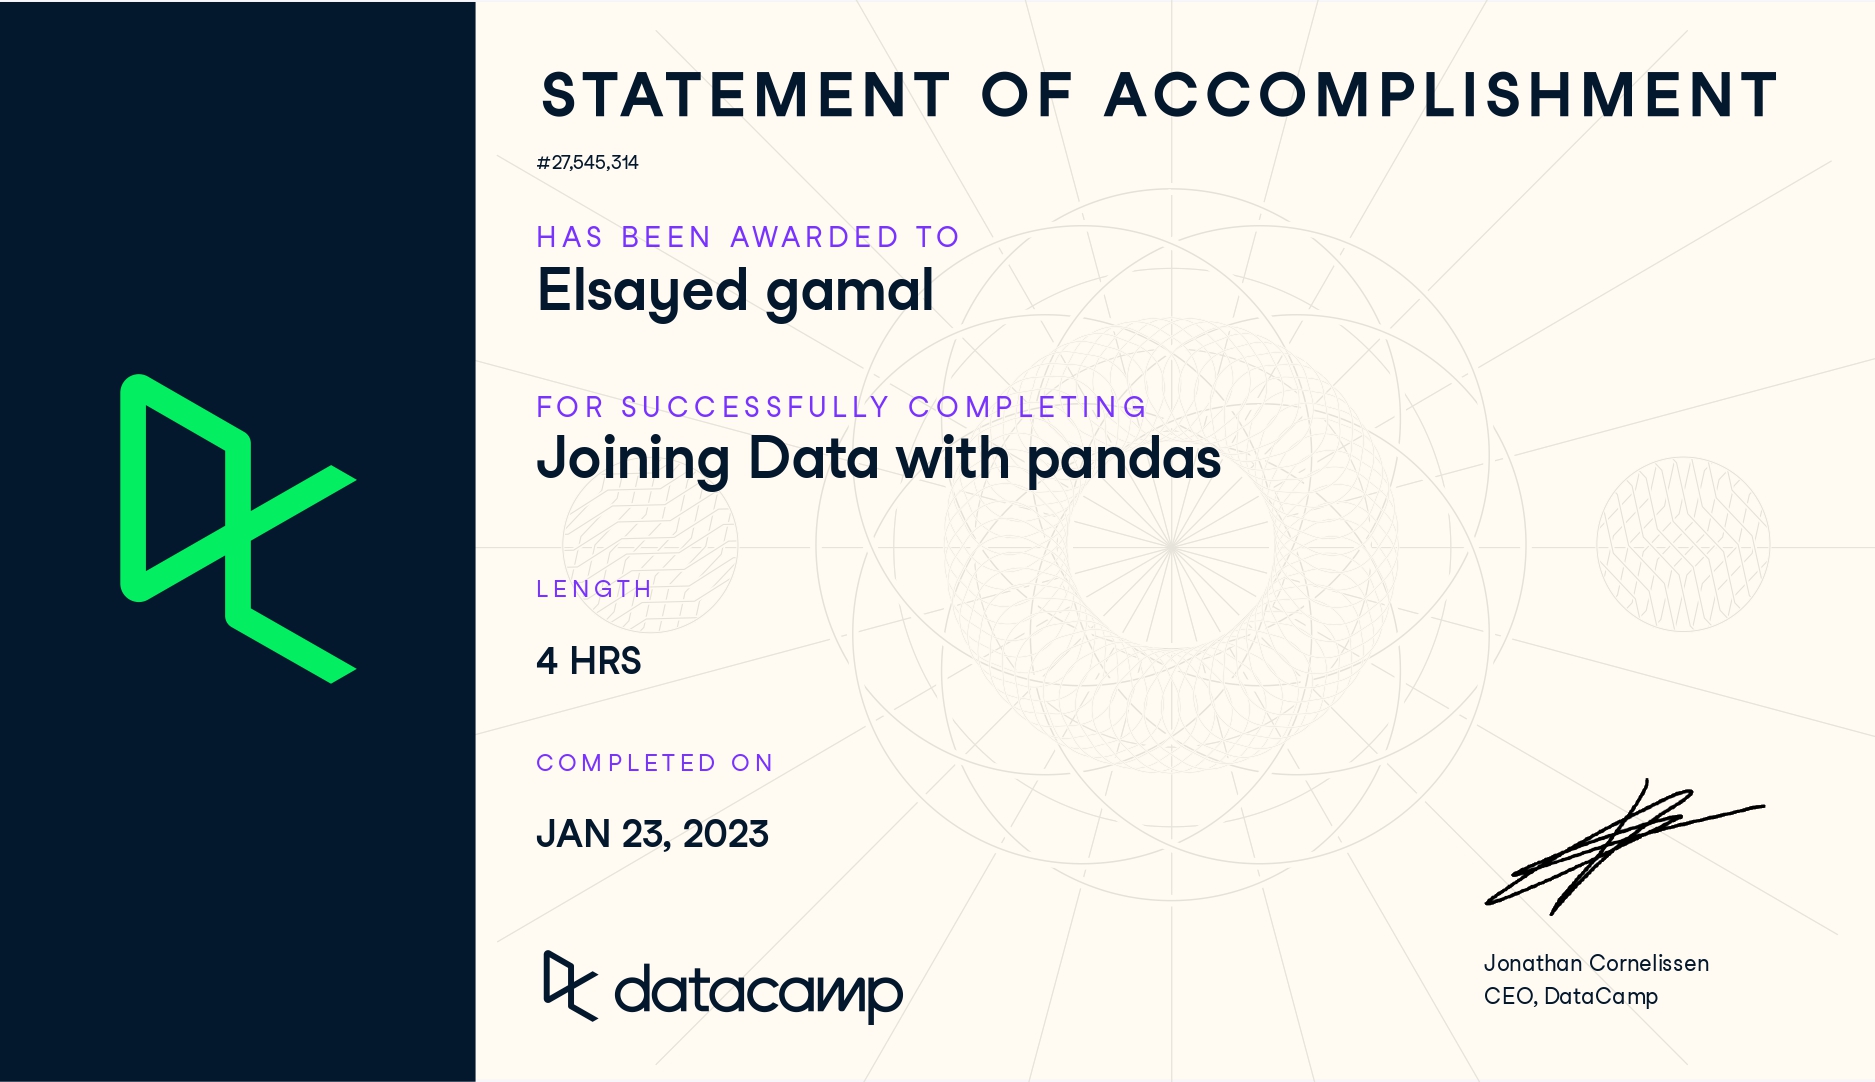 STATEMENT OF ACCOMPLISHMENT
#27,545,314
HAS BEEN AWARDED TO
Elsayed gamal
FOR SUCCESSFULLY COMPLETING
Joining Data with pandas
LENGTH
4 HRS
COMPLETED ON
JAN 23, 2023
datacamp
Jonathan Cornelissen
CEO, DataCamp